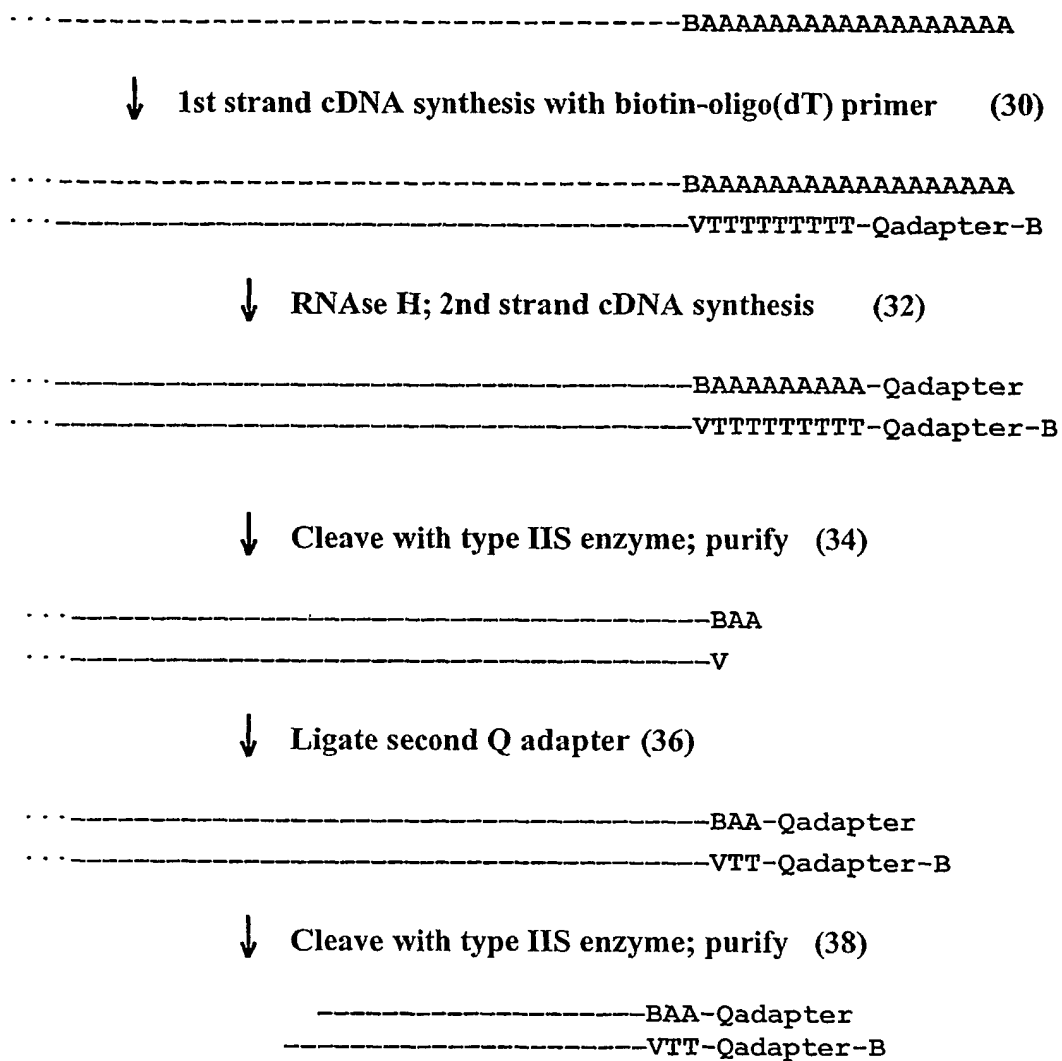 ...------------------------------------BAAAAAAAAAAAAAAAAAA
↓ 1st strand cDNA synthesis with biotin-oligo(dT) primer (30)
...------------------------------------BAAAAAAAAAAAAAAAAAA
...------------------------------------VTTTTTTTTT-Qadapter-B
↓ RNAse H; 2nd strand cDNA synthesis (32)
...-------------------------------------BAAAAAAAAA-Qadapter
...-------------------------------------VTTTTTTTTT-Qadapter-B
↓ Cleave with type IIS enzyme; purify (34)
...-------------------------------------BAA
...-------------------------------------V
↓ Ligate second Q adapter (36)
...-------------------------------------BAA-Qadapter
...-------------------------------------VTT-Qadapter-B
↓ Cleave with type IIS enzyme; purify (38)
-------------------BAA-Qadapter
---------------------VTT-Qadapter-B